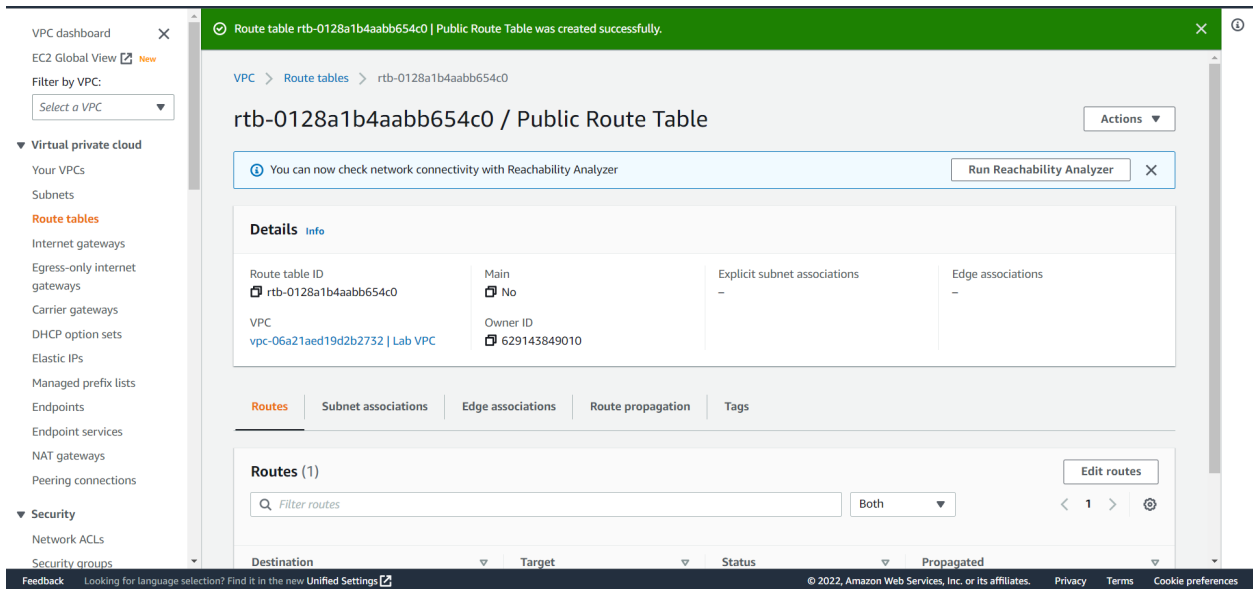 VPC dashboard
EC2 Global View New
Filter by VPC:
Select a VPC
Virtual private cloud
Your VPCs
Subnets
Route tables
Internet gateways
Egress-only internet
gateways
Carrier gateways
DHCP option sets
Elastic IPs
Managed prefix lists
Endpoints
Endpoint services
NAT gateways
Peering connections
Security
Network ACLs
Security groups
Route table rtb-0128a1b4aabb654c0 | Public Route Table was created successfully.
VPC > Route tables > rtb-0128a1b4aabb654c0
rtb-0128a1b4aabb654c0 / Public Route Table
Actions
You can now check network connectivity with Reachability Analyzer
Run Reachability Analyzer
Details Info
Route table ID
rtb-0128a1b4aabb654c0
Main
No
Explicit subnet associations
–
Edge associations
–
VPC
vpc-06a21aed19d2b2732 | Lab VPC
Owner ID
629143849010
Routes Subnet associations Edge associations Route propagation Tags
Routes (1)
Edit routes
Filter routes
Both
1
Destination Target Status Propagated
Feedback Looking for language selection? Find it in the new Unified Settings © 2022, Amazon Web Services, Inc. or its affiliates. Privacy Terms Cookie preferences